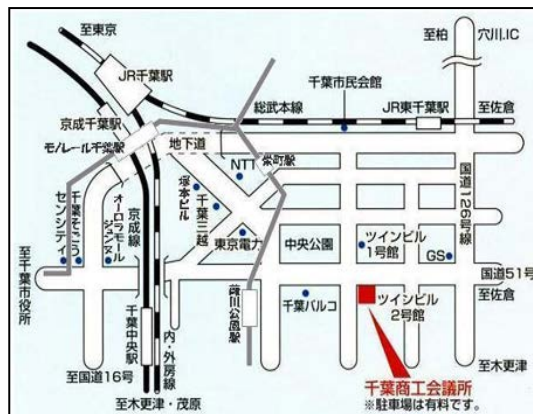 至東京
至柏
穴川.IC
JR千葉駅
千葉市民会館
総武本線
JR東千葉駅
至佐倉
京成千葉駅
モノレール千葉駅
地下道
NTT
栄町駅
国道126号線
塚本ビル
千葉三越
オーロラモール
ジュンヌ
千葉そごう
センシティ
京成線
東京電力
中央公園
ツインビル
1号館
GS
国道51号
至千葉市役所
葭川公園駅
千葉パルコ
ツインビル
2号館
至佐倉
千葉中央駅
内・外房線
至国道16号
至木更津
千葉商工会議所
※駐車場は有料です。
至木更津・茂原